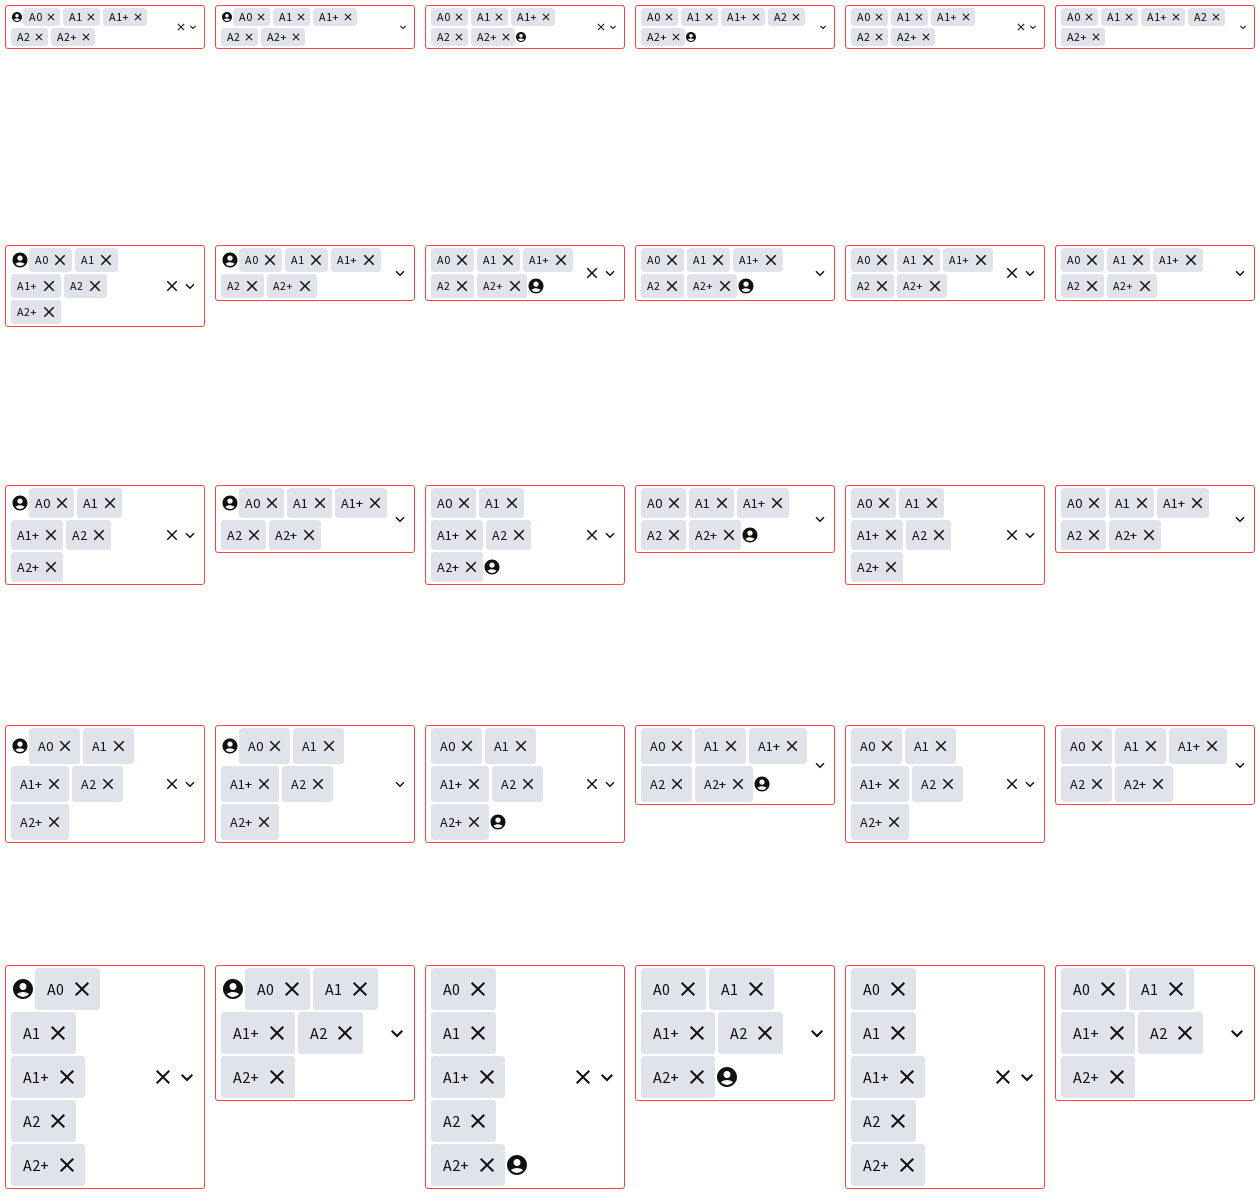 A0 A1 A1+ A0 A1 A1+ A0 A1 A1+ A0 A1 A1+ A2 A0 A1 A1+ A0 A1 A1+ A2
A2 A2+ A2 A2+ A2 A2+ A2+ A2 A2+ A2+
A0 A1 A0 A1 A1+ A0 A1 A1+ A0 A1 A1+ A0 A1 A1+ A0 A1 A1+
A1+ A2 A2 A2+ A2 A2+ A2 A2+ A2 A2+ A2 A2+
A2+
A0 A1 A0 A1 A1+ A0 A1 A0 A1 A1+ A0 A1 A0 A1 A1+
A1+ A2 A2 A2+ A1+ A2 A2 A2+ A1+ A2 A2 A2+
A2+ A2+ A2+
A0 A1 A0 A1 A0 A1 A0 A1 A1+ A0 A1 A0 A1 A1+
A1+ A2 A1+ A2 A1+ A2 A2 A2+ A1+ A2 A2 A2+
A2+ A2+ A2+ A2+
A0 A0 A1 A0 A0 A1 A0 A0 A1
A1 A1+ A2 A1 A1+ A2 A1 A1+ A2
A1+ A2+ A1+ A2+ A1+ A2+
A2 A2 A2
A2+ A2+ A2+